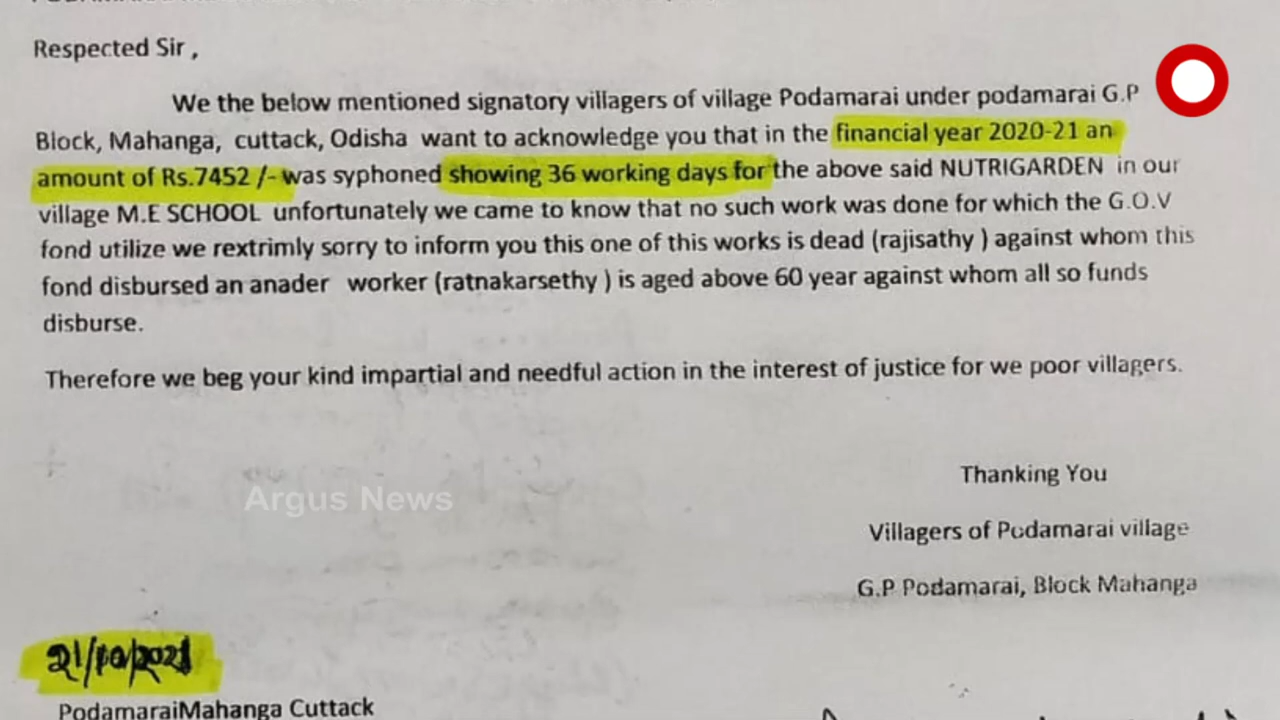 Respected Sir ,
We the below mentioned signatory villagers of village Podamarai under podamarai G.P
Block, Mahanga, cuttack, Odisha want to acknowledge you that in the financial year 2020-21 an
amount of Rs.7452 /- was syphoned showing 36 working days for the above said NUTRIGARDEN in our
village M.E SCHOOL unfortunately we came to know that no such work was done for which the G.O.V
fond utilize we rextrimly sorry to inform you this one of this works is dead (rajisathy ) against whom this
fond disbursed an anader worker (ratnakarsethy ) is aged above 60 year against whom all so funds
disburse.
Therefore we beg your kind impartial and needful action in the interest of justice for we poor villagers.
Argus News
Thanking You
Villagers of Podamarai village
G.P Podamarai, Block Mahanga
21/10/2021
PodamaraiMahanga Cuttack